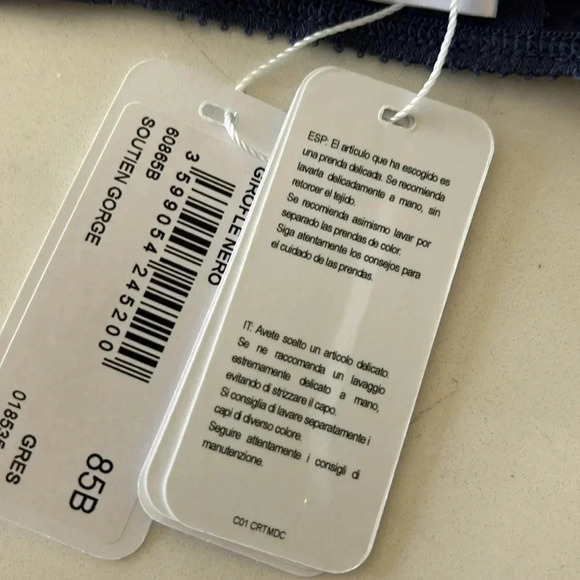 60865B
SOUTIEN GORGE
3 599054 245200
GIROFLE NERO
GRES
85B
ESP: El artículo que ha escogido es
una prenda delicada. Se recomienda
lavarla delicadamente a mano, sin
retorcer el tejido.
Se recomienda asimismo lavar por
separado las prendas de color.
Siga atentamente los consejos para
el cuidado de las prendas.
IT: Avete scelto un articolo delicato.
Se ne raccomanda un lavaggio
estremamente delicato a mano,
evitando di strizzare il capo.
Si consiglia di lavare separatamente i
capi di diverso colore.
Seguire attentamente i consigli di
manutenzione.
C01 CRTMDC